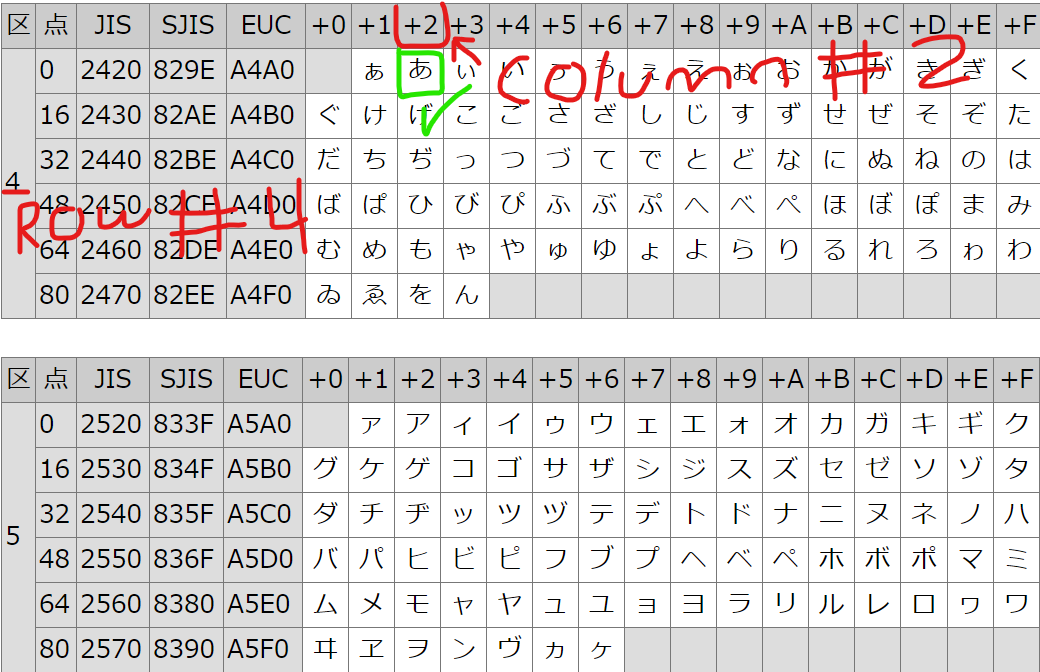 区 点 JIS SJIS EUC +0 +1 +2 +3 +4 +5 +6 +7 +8 +9 +A +B +C +D +E +F
0 2420 829E A4A0 ぁ あ ぃ い ぅ う ぇ え ぉ お か が き ぎ く
column #2
16 2430 82AE A4B0 ぐ け げ こ ご さ ざ し じ す ず せ ぜ そ ぞ た
32 2440 82BE A4C0 だ ち ぢ っ つ づ て で と ど な に ぬ ね の は
4
48 2450 82CE A4D0 ば ぱ ひ び ぴ ふ ぶ ぷ へ べ ぺ ほ ぼ ぽ ま み
Row #4
64 2460 82DE A4E0 む め も ゃ や ゅ ゆ ょ よ ら り る れ ろ ゎ わ
80 2470 82EE A4F0 ゐ ゑ を ん
区 点 JIS SJIS EUC +0 +1 +2 +3 +4 +5 +6 +7 +8 +9 +A +B +C +D +E +F
0 2520 833F A5A0 ァ ア ィ イ ゥ ウ ェ エ ォ オ カ ガ キ ギ ク
16 2530 834F A5B0 グ ケ ゲ コ ゴ サ ザ シ ジ ス ズ セ ゼ ソ ゾ タ
32 2540 835F A5C0 ダ チ ヂ ッ ツ ヅ テ デ ト ド ナ ニ ヌ ネ ノ ハ
5
48 2550 836F A5D0 バ パ ヒ ビ ピ フ ブ プ ヘ ベ ペ ホ ボ ポ マ ミ
64 2560 8380 A5E0 ム メ モ ャ ヤ ュ ユ ョ ヨ ラ リ ル レ ロ ヮ ワ
80 2570 8390 A5F0 ヰ ヱ ヲ ン ヴ ヵ ヶ